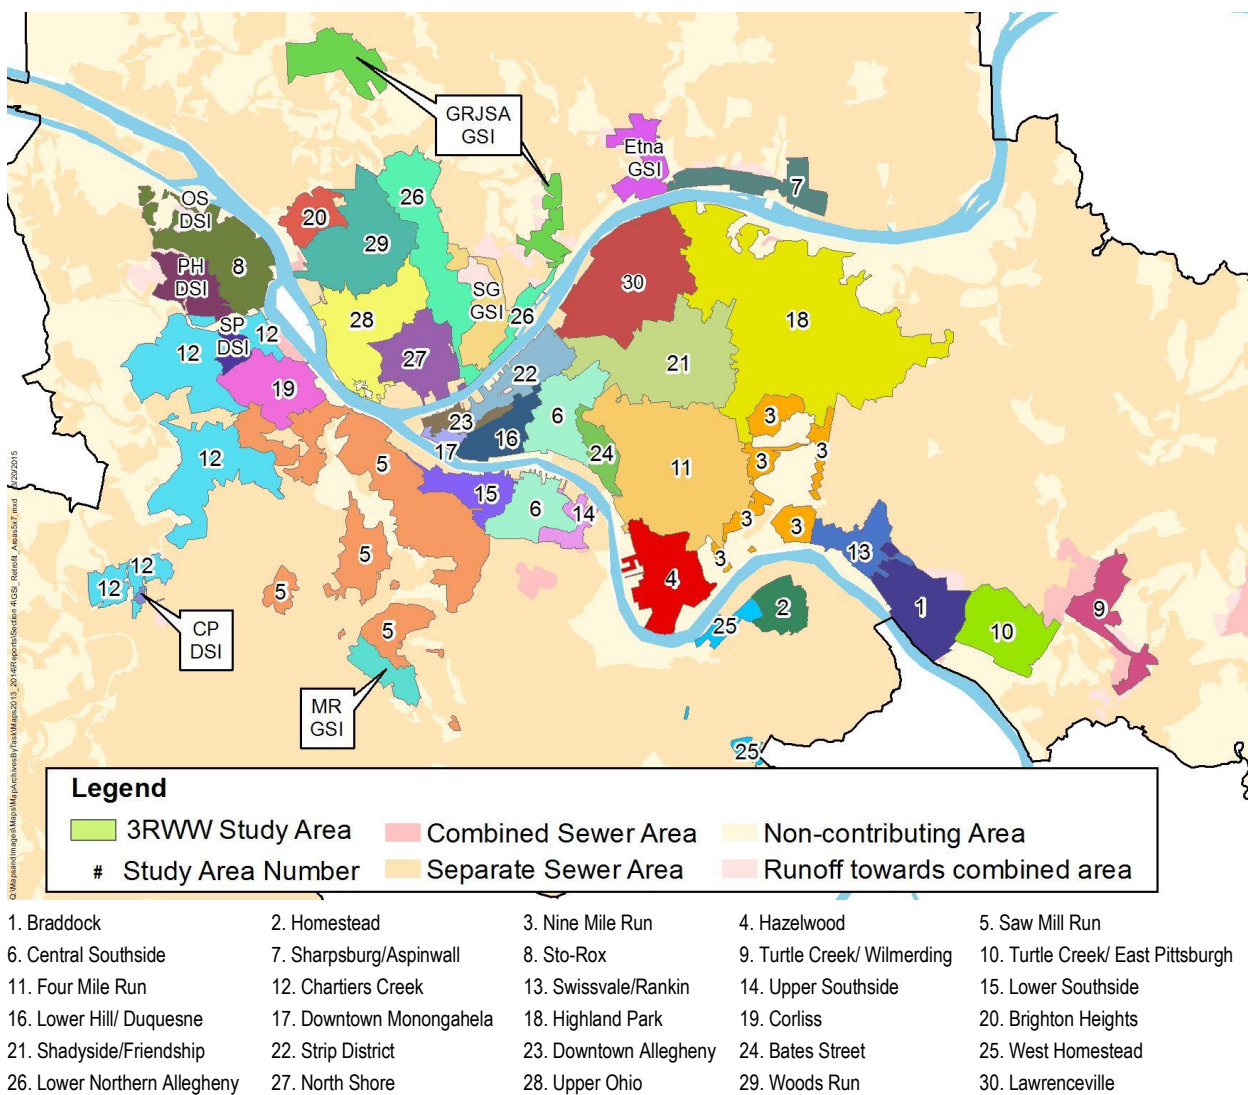 GRJSA
GSI
Etna
GSI
7
OS
DSI
20
26
29
PH
DSI
8
30
SG
GSI
26
18
28
SP
DSI
12
12
27
22
21
19
23
6
3
16
17
24
3
3
12
5
11
15
6
14
3
3
13
12
12
5
5
3
4
9
2
1
CP
DSI
5
25
10
MR
GSI
25
Legend
3RWW Study Area
Combined Sewer Area
Non-contributing Area
# Study Area Number
Separate Sewer Area
Runoff towards combined area
1. Braddock 2. Homestead 3. Nine Mile Run 4. Hazelwood 5. Saw Mill Run
6. Central Southside 7. Sharpsburg/Aspinwall 8. Sto-Rox 9. Turtle Creek/ Wilmerding 10. Turtle Creek/ East Pittsburgh
11. Four Mile Run 12. Chartiers Creek 13. Swissvale/Rankin 14. Upper Southside 15. Lower Southside
16. Lower Hill/ Duquesne 17. Downtown Monongahela 18. Highland Park 19. Corliss 20. Brighton Heights
21. Shadyside/Friendship 22. Strip District 23. Downtown Allegheny 24. Bates Street 25. West Homestead
26. Lower Northern Allegheny 27. North Shore 28. Upper Ohio 29. Woods Run 30. Lawrenceville